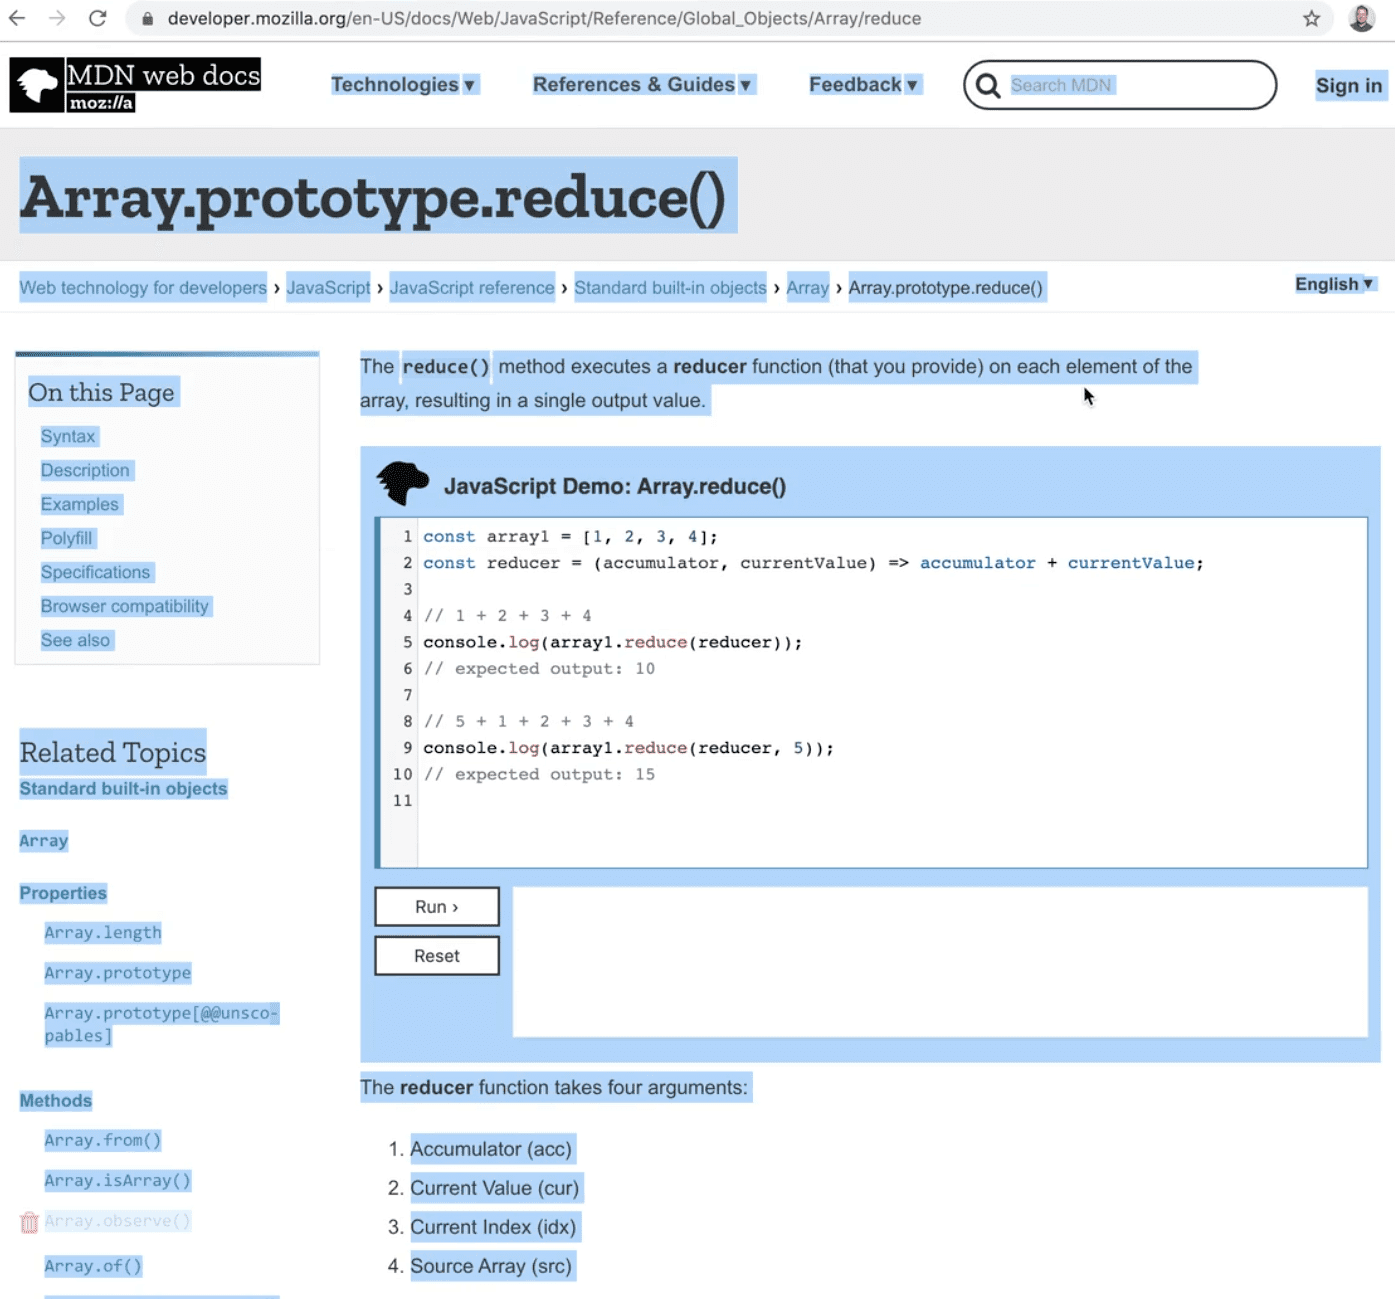 developer.mozilla.org/en-US/docs/Web/JavaScript/Reference/Global_Objects/Array/reduce
MDN web docs
moz://a
Technologies ▼
References & Guides ▼
Feedback ▼
Search MDN
Sign in
Array.prototype.reduce()
Web technology for developers › JavaScript › JavaScript reference › Standard built-in objects › Array › Array.prototype.reduce()
English ▼
On this Page
Syntax
Description
Examples
Polyfill
Specifications
Browser compatibility
See also
Related Topics
Standard built-in objects
Array
Properties
Array.length
Array.prototype
Array.prototype[@@unsco-
pables]
Methods
Array.from()
Array.isArray()
Array.observe()
Array.of()
The reduce() method executes a reducer function (that you provide) on each element of the
array, resulting in a single output value.
JavaScript Demo: Array.reduce()
1 const array1 = [1, 2, 3, 4];
2 const reducer = (accumulator, currentValue) => accumulator + currentValue;
3
4 // 1 + 2 + 3 + 4
5 console.log(array1.reduce(reducer));
6 // expected output: 10
7
8 // 5 + 1 + 2 + 3 + 4
9 console.log(array1.reduce(reducer, 5));
10 // expected output: 15
11
Run ›
Reset
The reducer function takes four arguments:
1. Accumulator (acc)
2. Current Value (cur)
3. Current Index (idx)
4. Source Array (src)